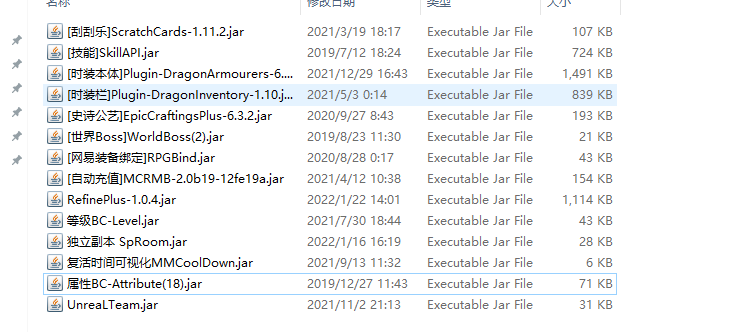 名称 修改日期 类型 大小
[刮刮乐]ScratchCards-1.11.2.jar 2021/3/19 18:17 Executable Jar File 107 KB
[技能]SkillAPI.jar 2019/7/12 18:24 Executable Jar File 724 KB
[时装本体]Plugin-DragonArmourers-6.... 2021/12/29 16:43 Executable Jar File 1,491 KB
[时装栏]Plugin-DragonInventory-1.10.j... 2021/5/3 0:14 Executable Jar File 839 KB
[史诗公艺]EpicCraftingsPlus-6.3.2.jar 2020/9/27 8:43 Executable Jar File 193 KB
[世界Boss]WorldBoss(2).jar 2019/8/23 11:30 Executable Jar File 21 KB
[网易装备绑定]RPGBind.jar 2020/8/28 0:17 Executable Jar File 43 KB
[自动充值]MCRMB-2.0b19-12fe19a.jar 2021/4/12 10:38 Executable Jar File 154 KB
RefinePlus-1.0.4.jar 2022/1/22 14:01 Executable Jar File 1,114 KB
等级BC-Level.jar 2021/7/30 18:44 Executable Jar File 43 KB
独立副本 SpRoom.jar 2022/1/16 16:19 Executable Jar File 28 KB
复活时间可视化MMCoolDown.jar 2021/9/13 11:32 Executable Jar File 6 KB
属性BC-Attribute(18).jar 2019/12/27 11:43 Executable Jar File 71 KB
UnreaLTeam.jar 2021/11/2 21:13 Executable Jar File 31 KB